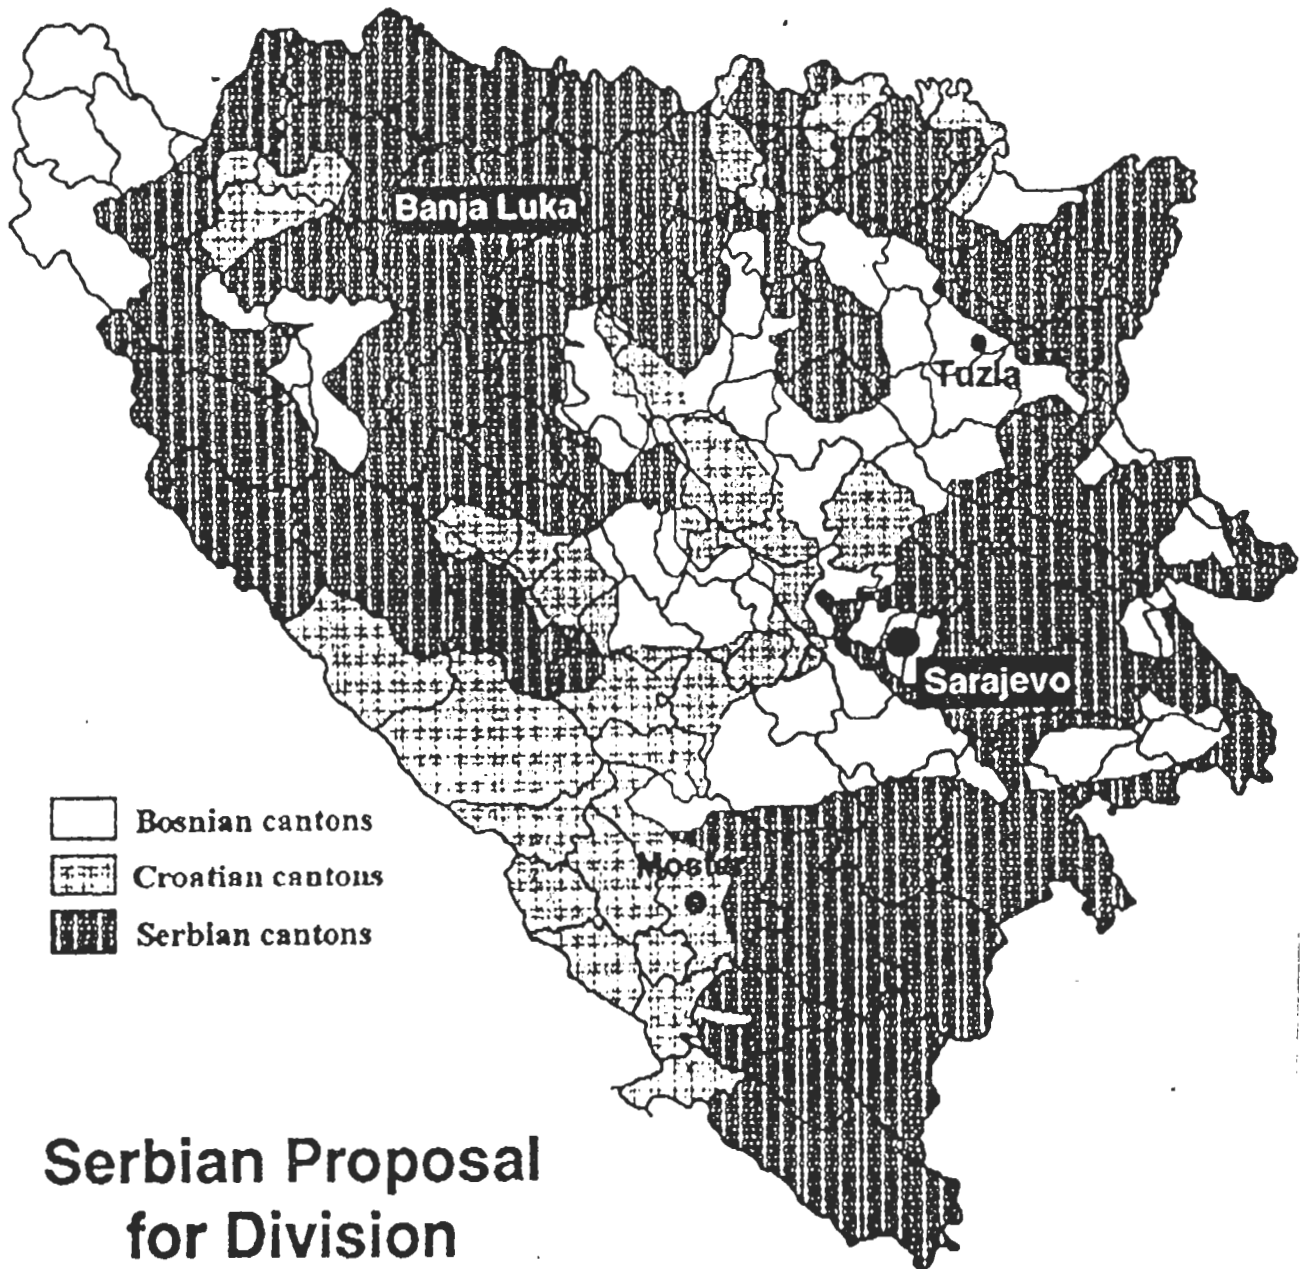 Banja Luka
Tuzla
Sarajevo
Mostar
Bosnian cantons
Croatian cantons
Serbian cantons
Serbian Proposal
for Division